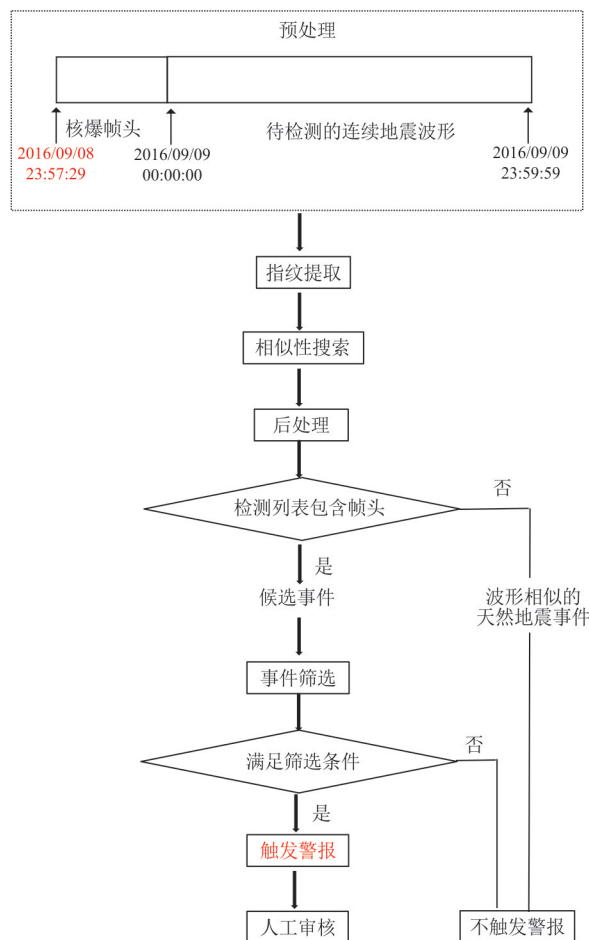 预处理
核爆帧头
待检测的连续地震波形
2016/09/08
23:57:29
2016/09/09
00:00:00
2016/09/09
23:59:59
指纹提取
相似性搜索
后处理
检测列表包含帧头
否
是
候选事件
波形相似的
天然地震事件
事件筛选
满足筛选条件
否
是
触发警报
人工审核
不触发警报